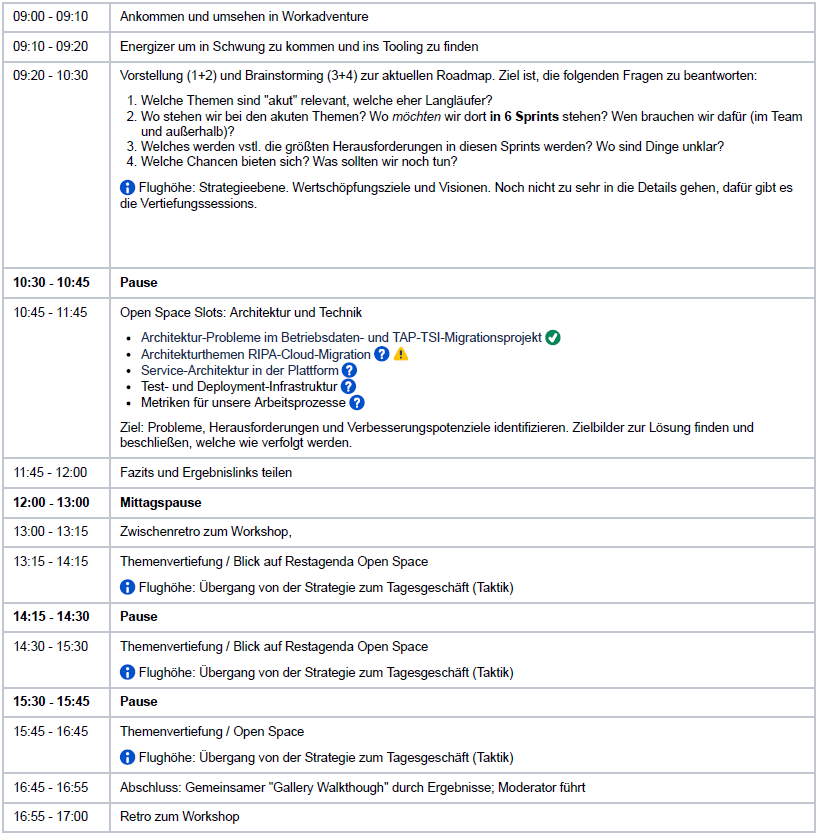 09:00 - 09:10 Ankommen und umsehen in Workadventure
09:10 - 09:20 Energizer um in Schwung zu kommen und ins Tooling zu finden
09:20 - 10:30 Vorstellung (1+2) und Brainstorming (3+4) zur aktuellen Roadmap. Ziel ist, die folgenden Fragen zu beantworten:
1. Welche Themen sind "akut" relevant, welche eher Langläufer?
2. Wo stehen wir bei den akuten Themen? Wo möchten wir dort in 6 Sprints stehen? Wen brauchen wir dafür (im Team
und außerhalb)?
3. Welches werden vstl. die größten Herausforderungen in diesen Sprints werden? Wo sind Dinge unklar?
4. Welche Chancen bieten sich? Was sollten wir noch tun?
Flughöhe: Strategieebene. Wertschöpfungsziele und Visionen. Noch nicht zu sehr in die Details gehen, dafür gibt es
die Vertiefungssessions.
10:30 - 10:45 Pause
10:45 - 11:45 Open Space Slots: Architektur und Technik
• Architektur-Probleme im Betriebsdaten- und TAP-TSI-Migrationsprojekt
• Architekturthemen RIPA-Cloud-Migration
• Service-Architektur in der Plattform
• Test- und Deployment-Infrastruktur
• Metriken für unsere Arbeitsprozesse
Ziel: Probleme, Herausforderungen und Verbesserungspotenziele identifizieren. Zielbilder zur Lösung finden und
beschließen, welche wie verfolgt werden.
11:45 - 12:00 Fazits und Ergebnislinks teilen
12:00 - 13:00 Mittagspause
13:00 - 13:15 Zwischenretro zum Workshop,
13:15 - 14:15 Themenvertiefung / Blick auf Restagenda Open Space
Flughöhe: Übergang von der Strategie zum Tagesgeschäft (Taktik)
14:15 - 14:30 Pause
14:30 - 15:30 Themenvertiefung / Blick auf Restagenda Open Space
Flughöhe: Übergang von der Strategie zum Tagesgeschäft (Taktik)
15:30 - 15:45 Pause
15:45 - 16:45 Themenvertiefung / Open Space
Flughöhe: Übergang von der Strategie zum Tagesgeschäft (Taktik)
16:45 - 16:55 Abschluss: Gemeinsamer "Gallery Walkthough" durch Ergebnisse; Moderator führt
16:55 - 17:00 Retro zum Workshop